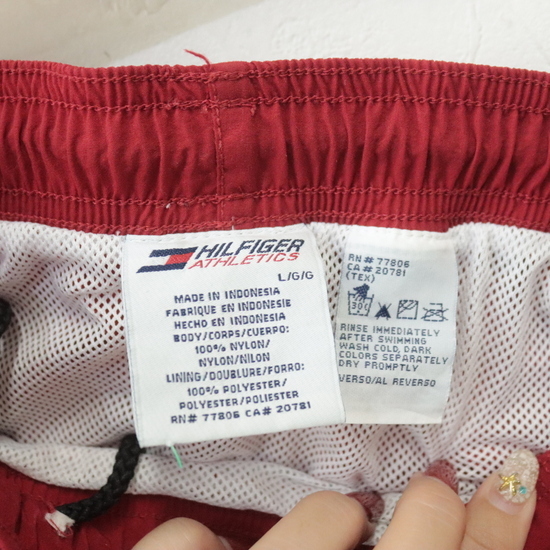 HILFIGER
ATHLETICS
L/G/G
MADE IN INDONESIA
FABRIQUE EN INDONESIE
HECHO EN INDONESIA
BODY/CORPS/CUERPO:
100% NYLON/
NYLON/NILON
LINING/DOUBLURE/FORRO:
100% POLYESTER/
POLYESTER/POLIESTER
RN# 77806 CA# 20781
RN# 77806
CA# 20781
(TEX)
30C
RINSE IMMEDIATELY
AFTER SWIMMING
WASH COLD, DARK
COLORS SEPARATELY
DRY PROMPTLY
VERSO/AL REVERSO